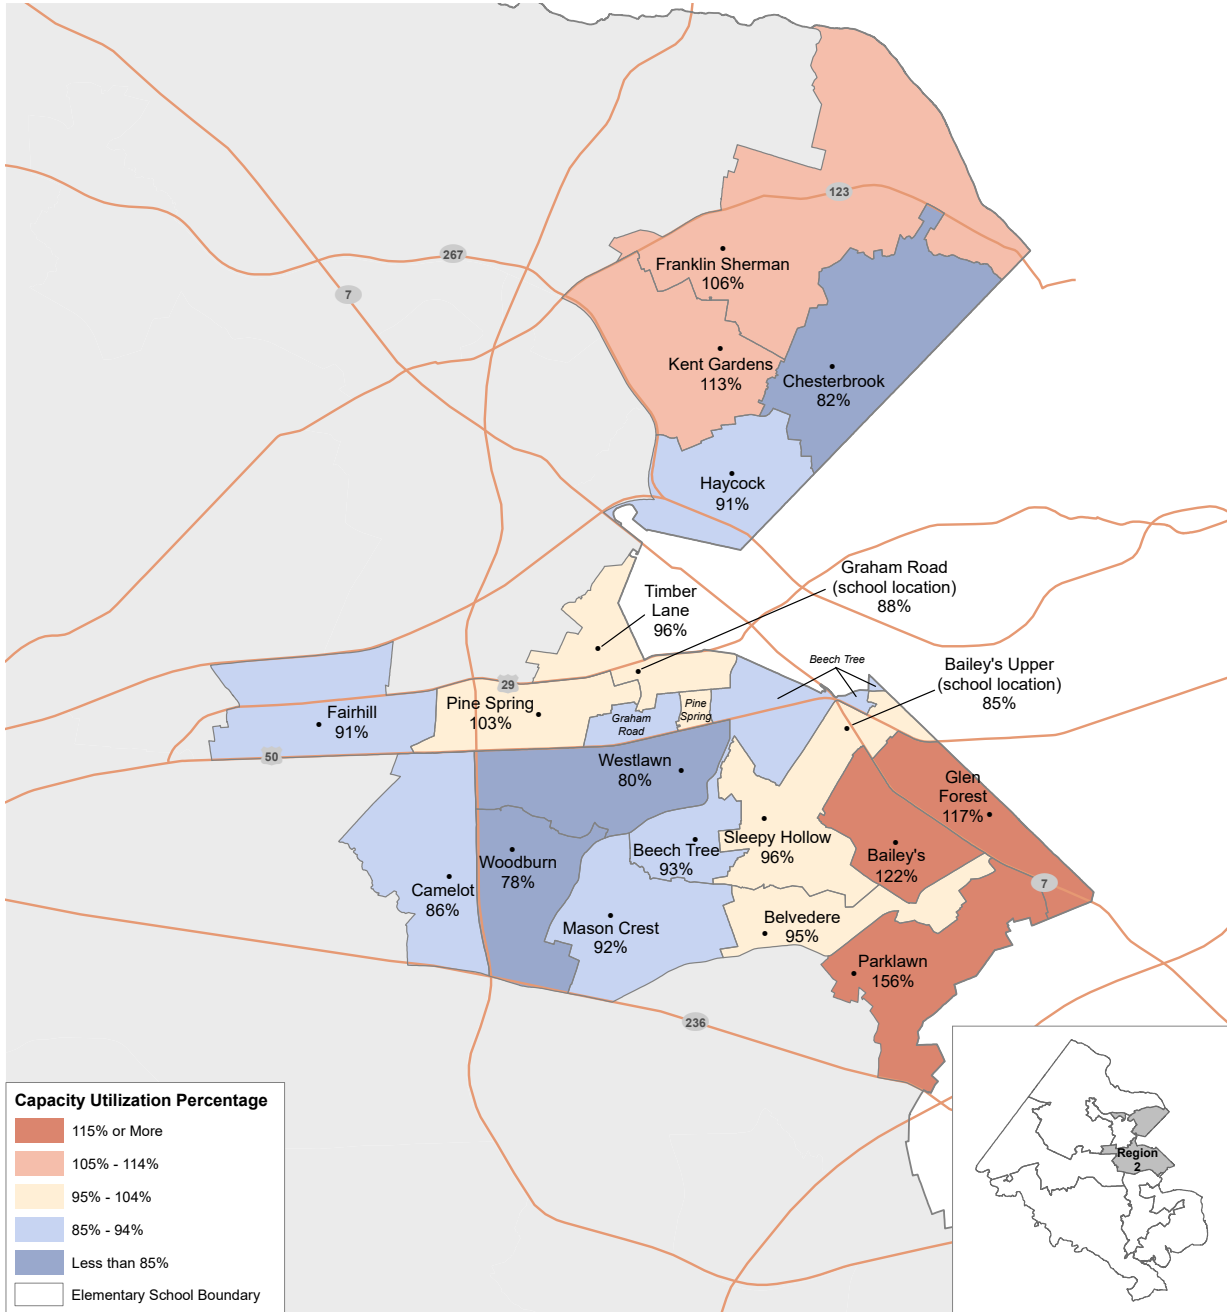 123
267
7
Franklin Sherman
106%
Kent Gardens
113%
Chesterbrook
82%
Haycock
91%
Graham Road
(school location)
88%
Timber
Lane
96%
Beech Tree
Bailey's Upper
(school location)
85%
29
Pine Spring
103%
Pine
Spring
Graham
Road
Fairhill
91%
50
Westlawn
80%
Glen
Forest
117%
Sleepy Hollow
96%
Beech Tree
93%
Bailey's
122%
Woodburn
78%
Camelot
86%
7
Mason Crest
92%
Belvedere
95%
Parklawn
156%
236
Capacity Utilization Percentage
115% or More
105% - 114%
95% - 104%
85% - 94%
Less than 85%
Elementary School Boundary
Region
2